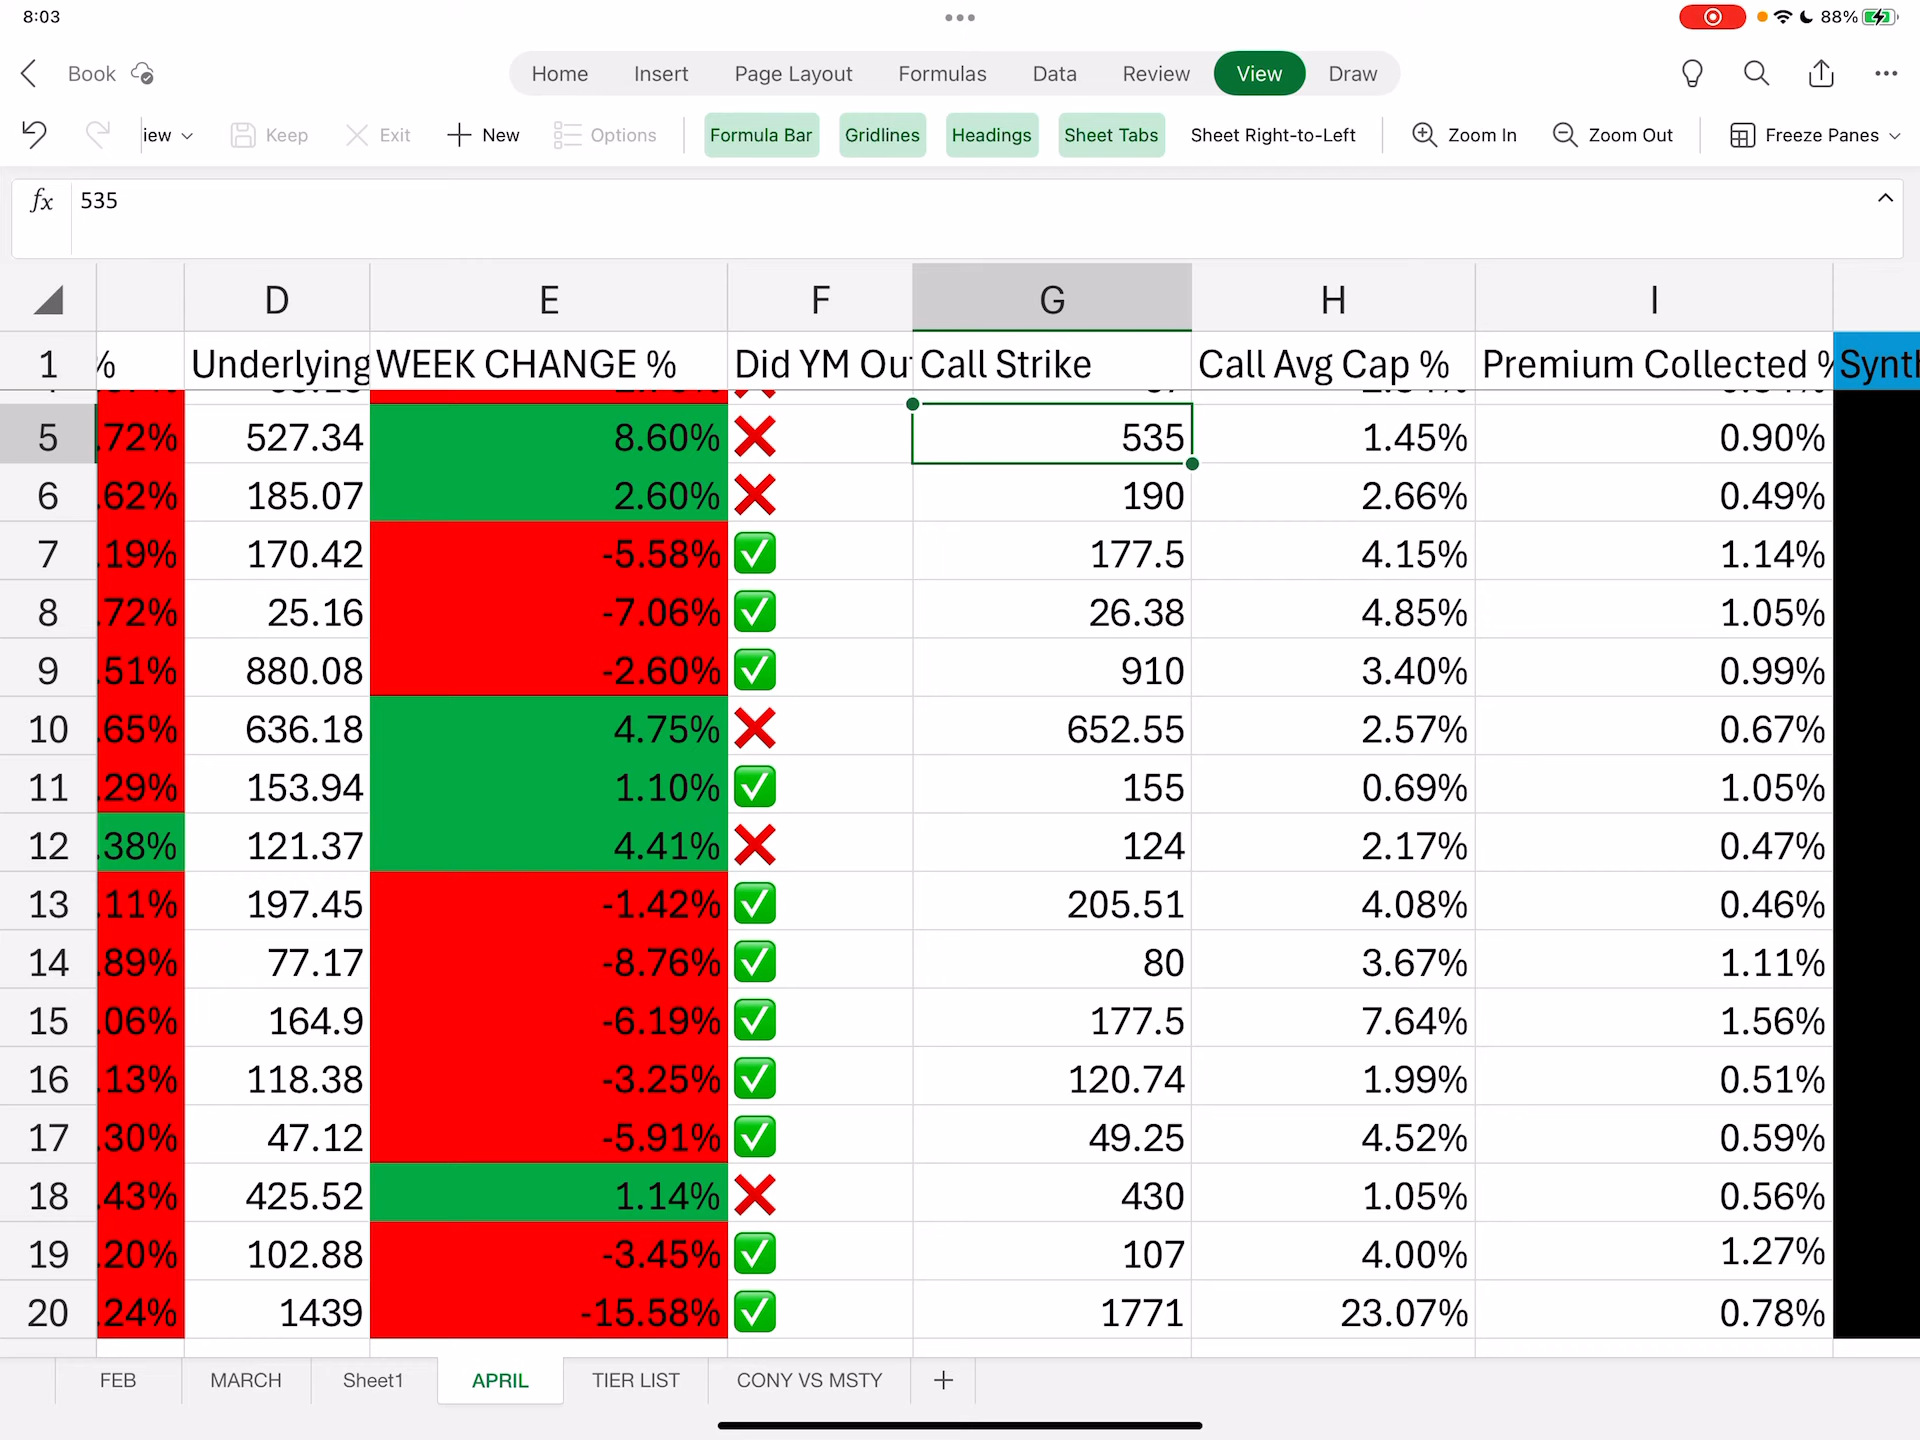 8:03
88%
Book
Home Insert Page Layout Formulas Data Review View Draw
iew Keep Exit New Options Formula Bar Gridlines Headings Sheet Tabs Sheet Right-to-Left Zoom In Zoom Out Freeze Panes
fx 535
D E F G H I
1 % Underlying WEEK CHANGE % Did YM Ou Call Strike Call Avg Cap % Premium Collected % Synth
5 .72% 527.34 8.60% ❌ 535 1.45% 0.90%
6 .62% 185.07 2.60% ❌ 190 2.66% 0.49%
7 .19% 170.42 -5.58% ✅ 177.5 4.15% 1.14%
8 .72% 25.16 -7.06% ✅ 26.38 4.85% 1.05%
9 .51% 880.08 -2.60% ✅ 910 3.40% 0.99%
10 .65% 636.18 4.75% ❌ 652.55 2.57% 0.67%
11 .29% 153.94 1.10% ✅ 155 0.69% 1.05%
12 .38% 121.37 4.41% ❌ 124 2.17% 0.47%
13 .11% 197.45 -1.42% ✅ 205.51 4.08% 0.46%
14 .89% 77.17 -8.76% ✅ 80 3.67% 1.11%
15 .06% 164.9 -6.19% ✅ 177.5 7.64% 1.56%
16 .13% 118.38 -3.25% ✅ 120.74 1.99% 0.51%
17 .30% 47.12 -5.91% ✅ 49.25 4.52% 0.59%
18 .43% 425.52 1.14% ❌ 430 1.05% 0.56%
19 .20% 102.88 -3.45% ✅ 107 4.00% 1.27%
20 .24% 1439 -15.58% ✅ 1771 23.07% 0.78%
FEB MARCH Sheet1 APRIL TIER LIST CONY VS MSTY +